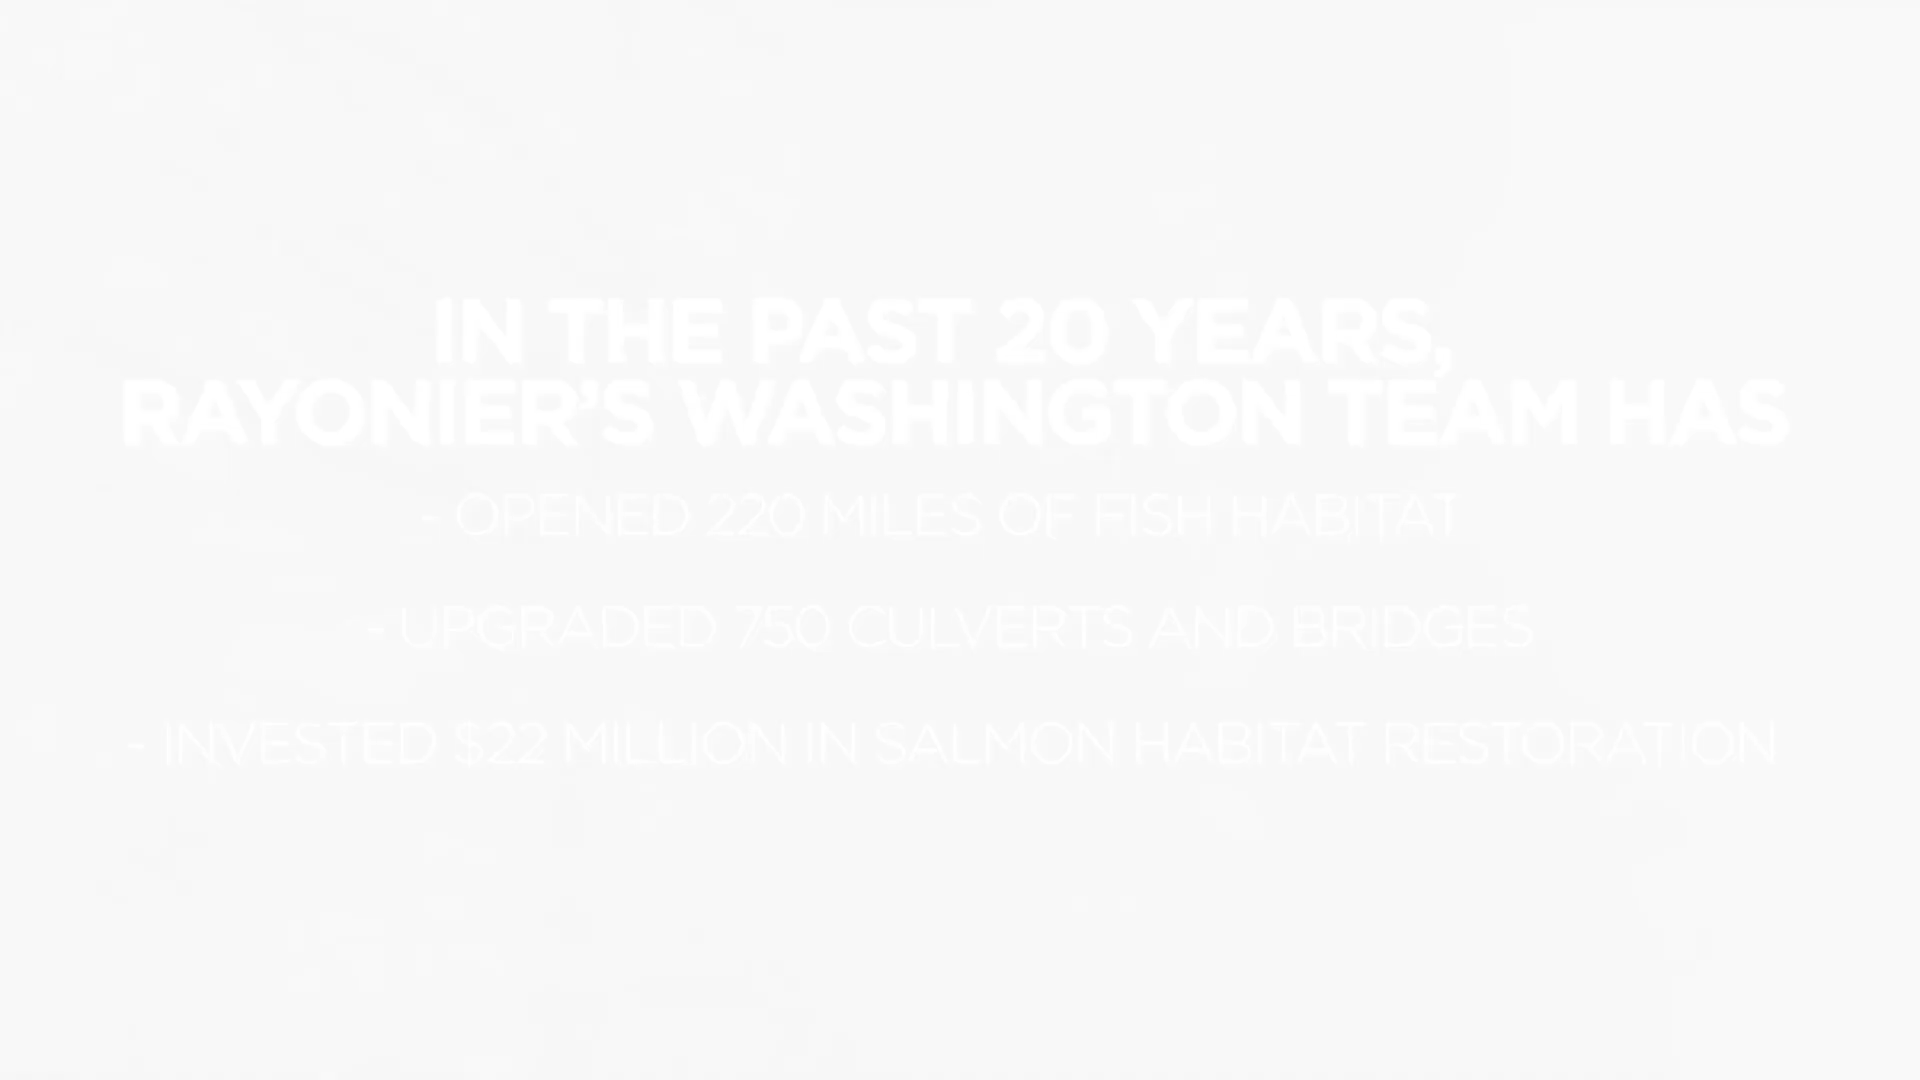 IN THE PAST 20 YEARS,
RAYONIER'S WASHINGTON TEAM HAS
- OPENED 220 MILES OF FISH HABITAT
- UPGRADED 750 CULVERTS AND BRIDGES
- INVESTED $22 MILLION IN SALMON HABITAT RESTORATION